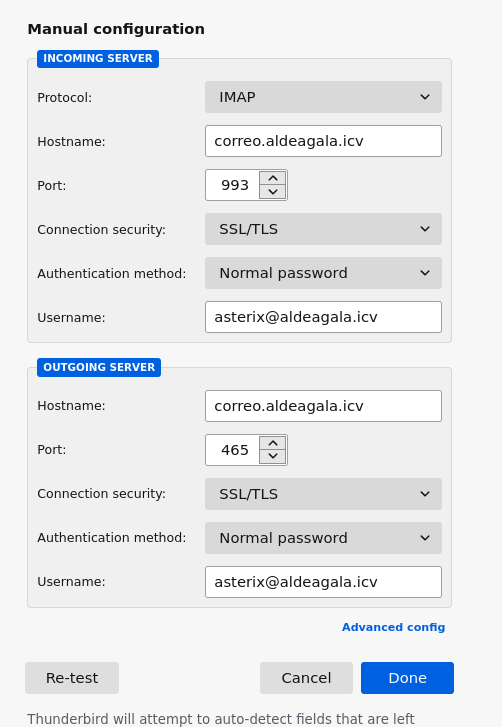 Manual configuration
INCOMING SERVER
Protocol: IMAP
Hostname: correo.aldeagala.icv
Port: 993
Connection security: SSL/TLS
Authentication method: Normal password
Username: asterix@aldeagala.icv
OUTGOING SERVER
Hostname: correo.aldeagala.icv
Port: 465
Connection security: SSL/TLS
Authentication method: Normal password
Username: asterix@aldeagala.icv
Advanced config
Re-test Cancel Done
Thunderbird will attempt to auto-detect fields that are left